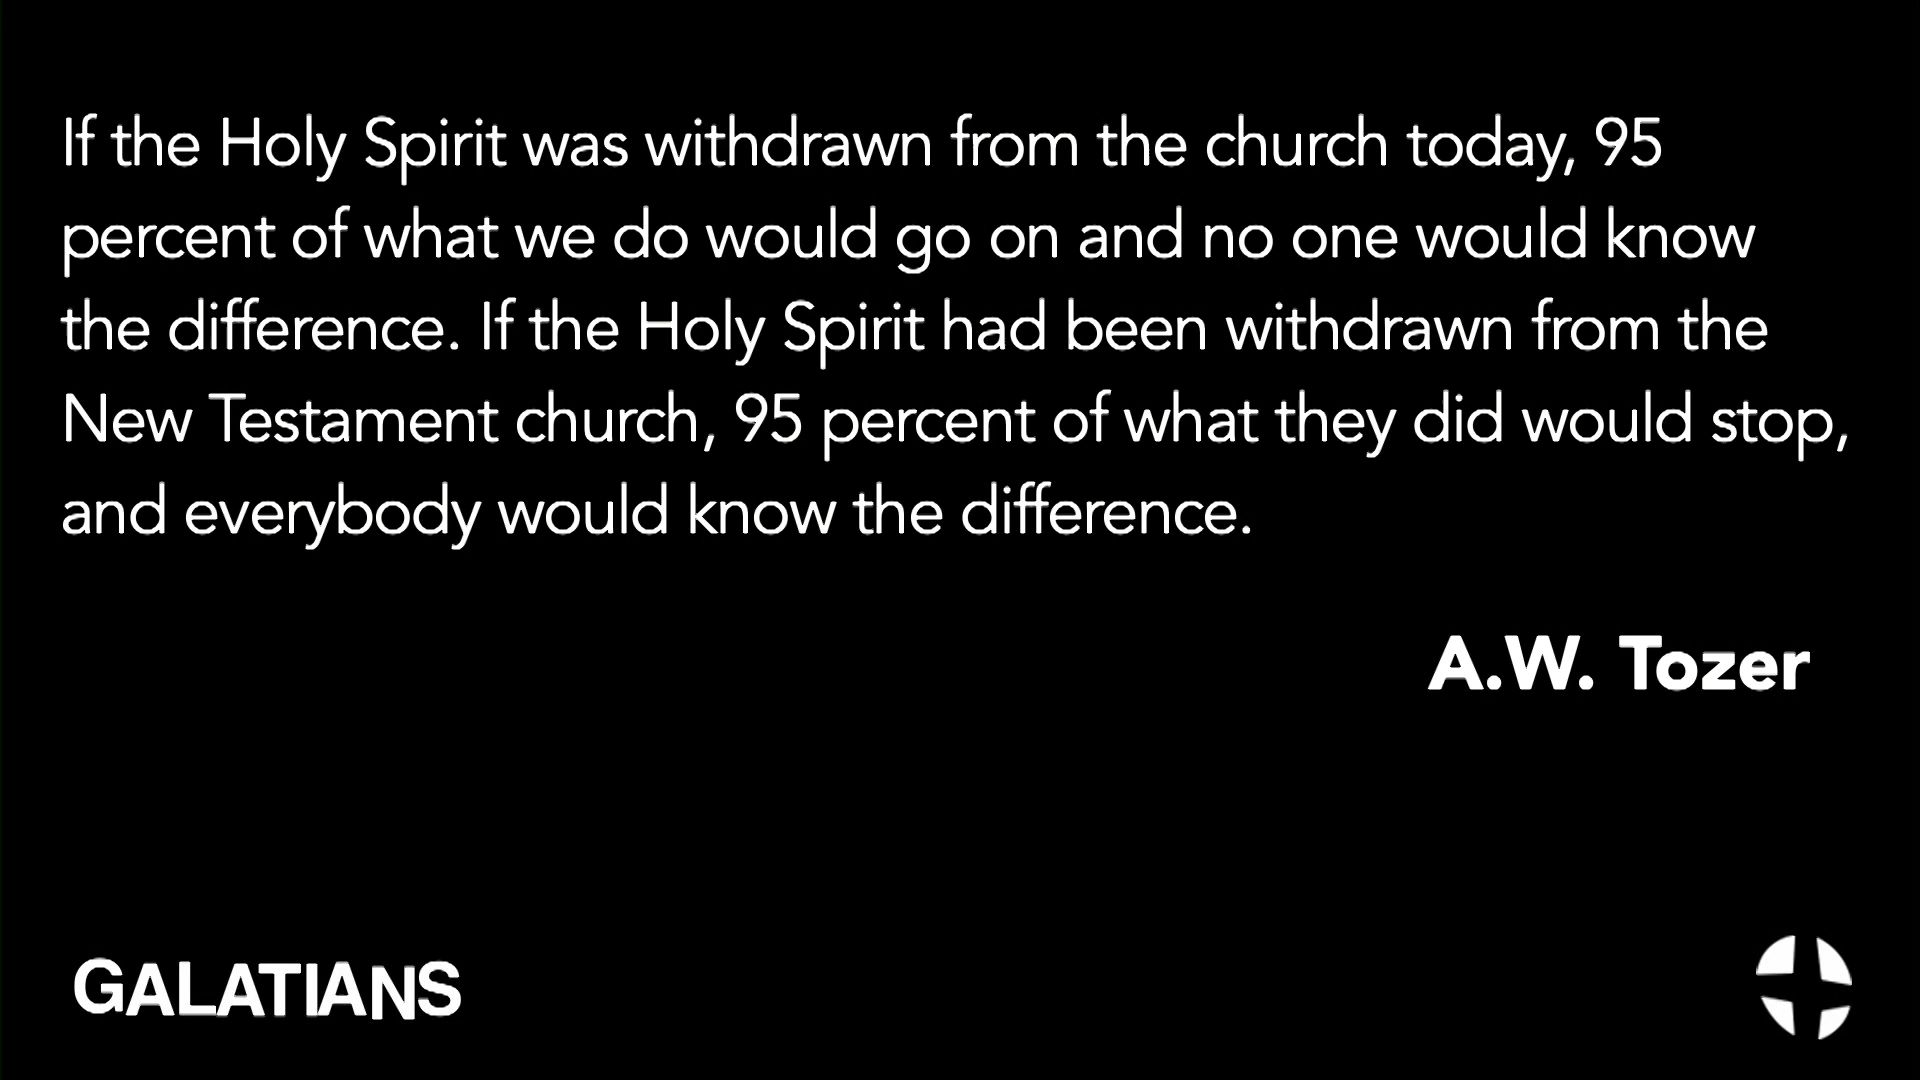 If the Holy Spirit was withdrawn from the church today, 95
percent of what we do would go on and no one would know
the difference. If the Holy Spirit had been withdrawn from the
New Testament church, 95 percent of what they did would stop,
and everybody would know the difference.
A.W. Tozer
GALATIANS